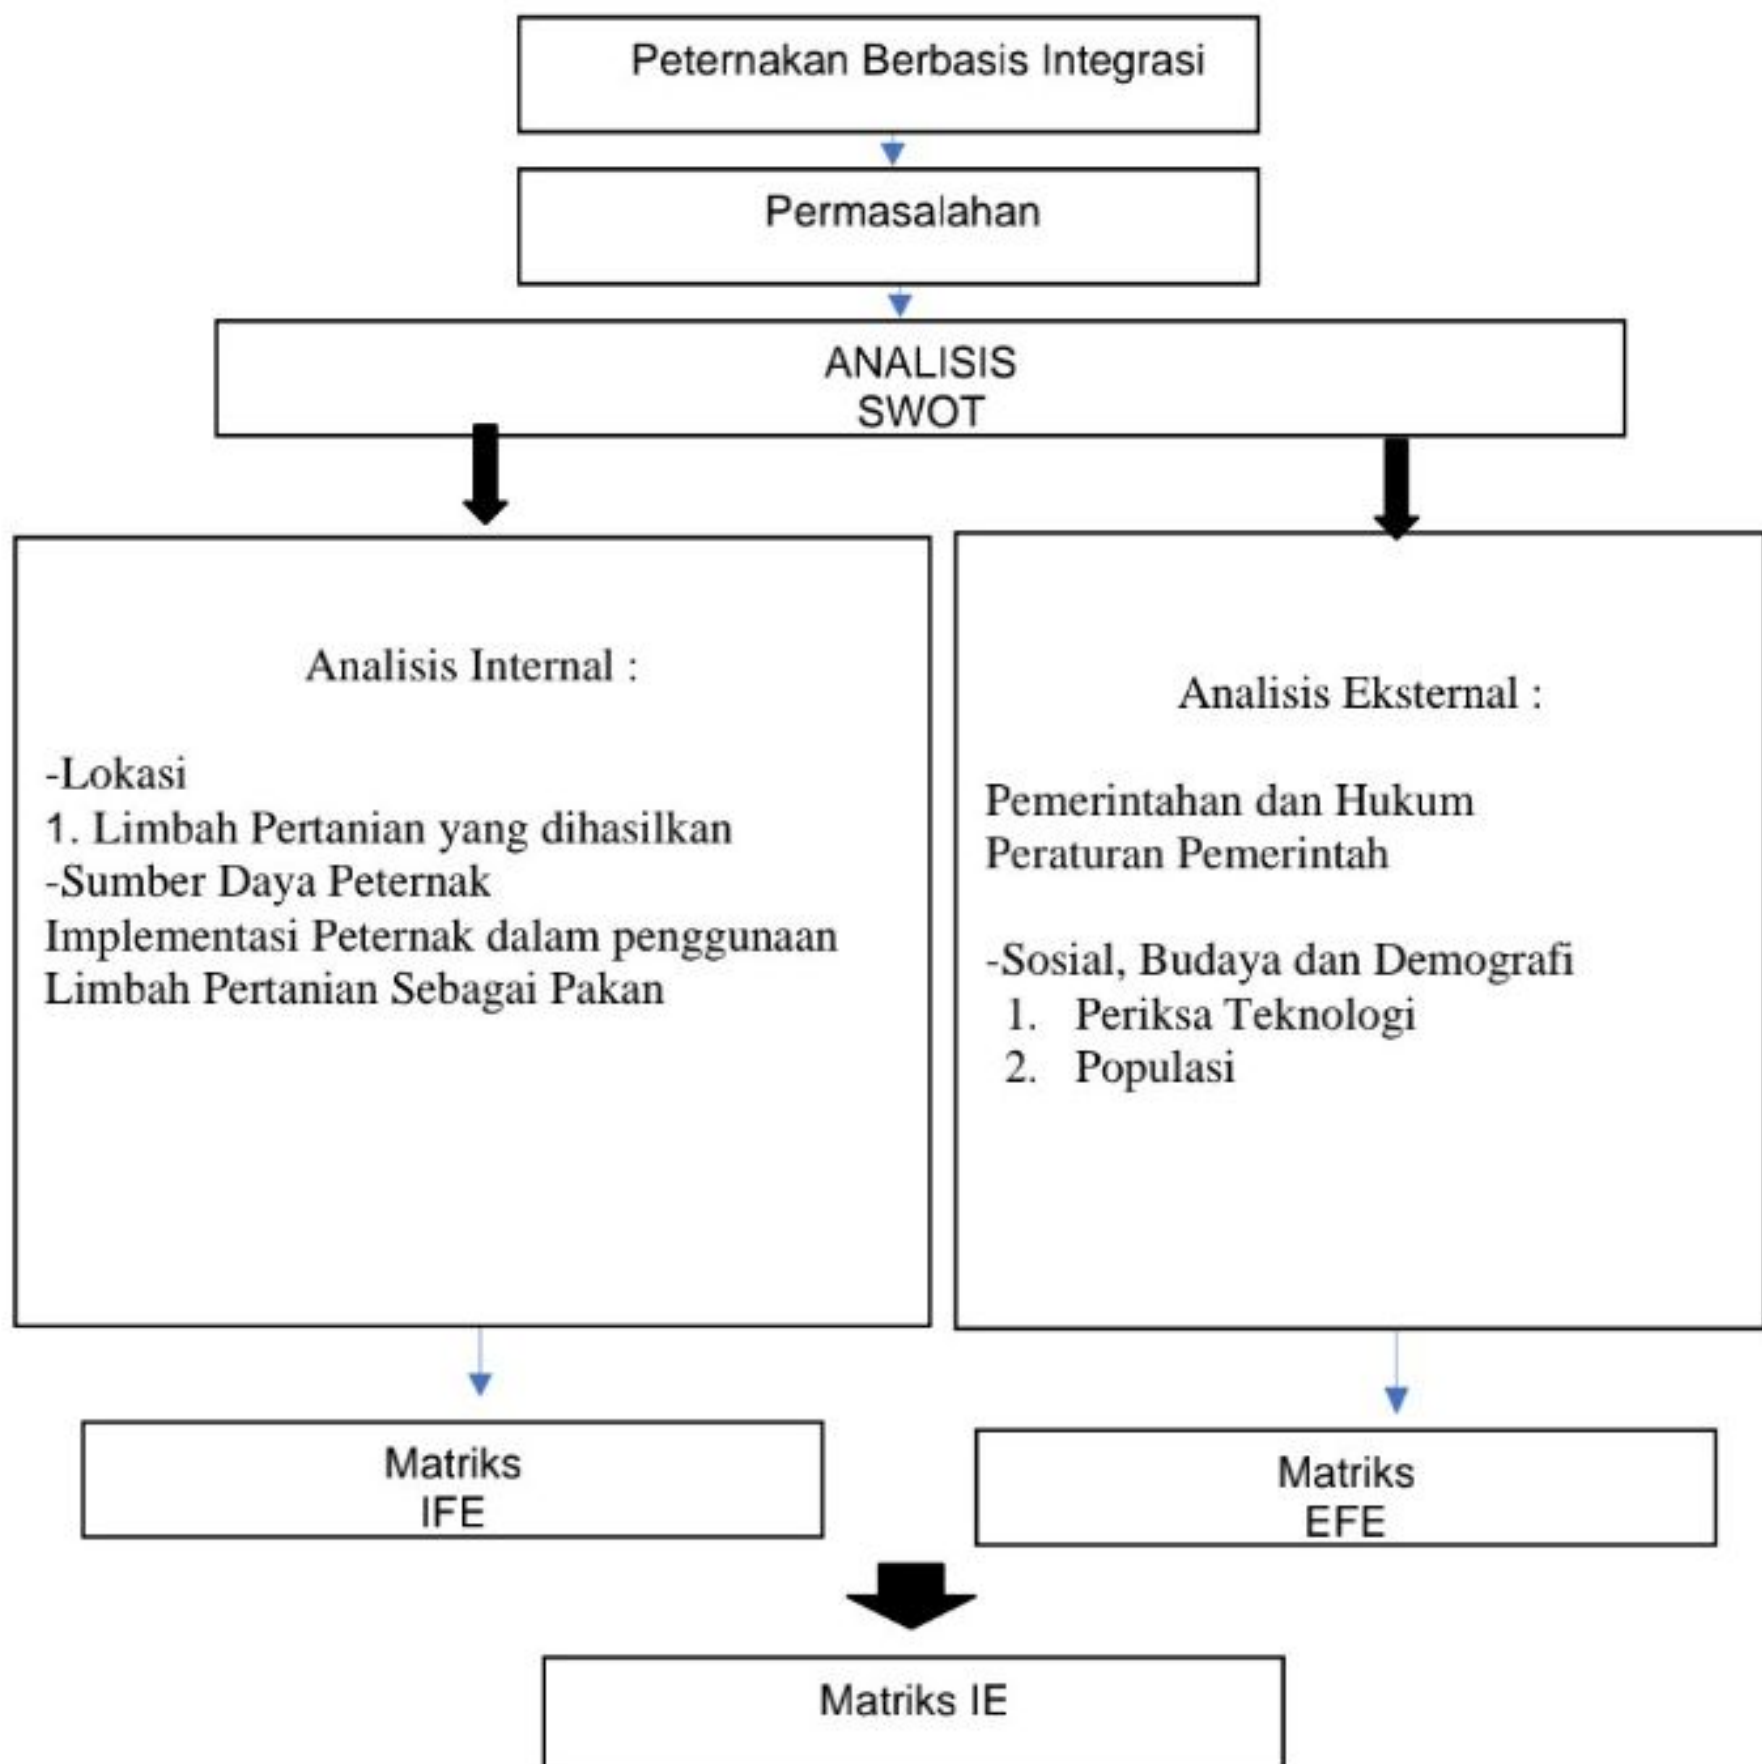 Peternakan Berbasis Integrasi
Permasalahan
ANALISIS
SWOT
Analisis Internal :
-Lokasi
1. Limbah Pertanian yang dihasilkan
-Sumber Daya Peternak
Implementasi Peternak dalam penggunaan
Limbah Pertanian Sebagai Pakan
Analisis Eksternal :
Pemerintahan dan Hukum
Peraturan Pemerintah
-Sosial, Budaya dan Demografi
1. Periksa Teknologi
2. Populasi
Matriks
IFE
Matriks
EFE
Matriks IE